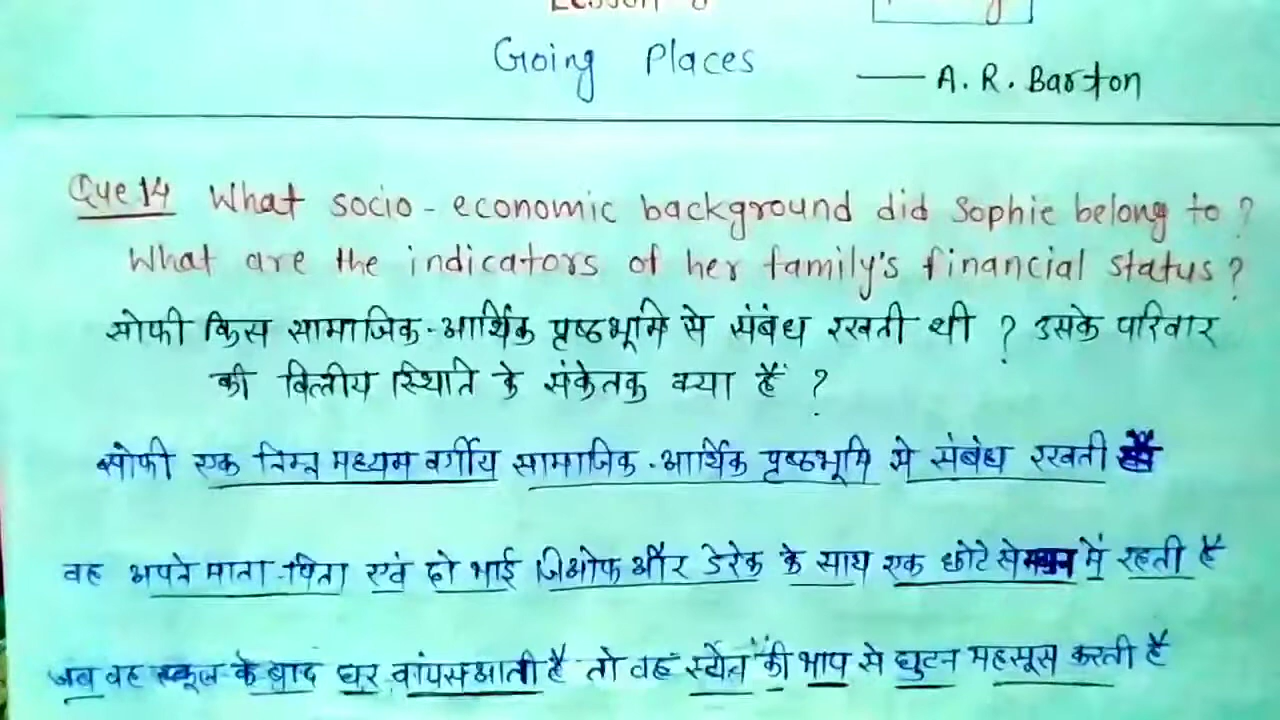 Lesson
Going Places
— A. R. Barton
Que 14 What socio-economic background did Sophie belong to ?
What are the indicators of her family's financial status ?
सोफी किस सामाजिक-आर्थिक पृष्ठभूमि से संबंध रखती थी ? उसके परिवार
की वित्तीय स्थिति के संकेतक क्या हैं ?
सोफी एक निम्न मध्यम वर्गीय सामाजिक-आर्थिक पृष्ठभूमि से संबंध रखती है
वह अपने माता-पिता एवं दो भाई जिओफ और डेरेक के साथ एक छोटे से मकान में रहती है
जब वह स्कूल के बाद घर वापस आती है तो वह की भाप से घुटन महसूस करती है